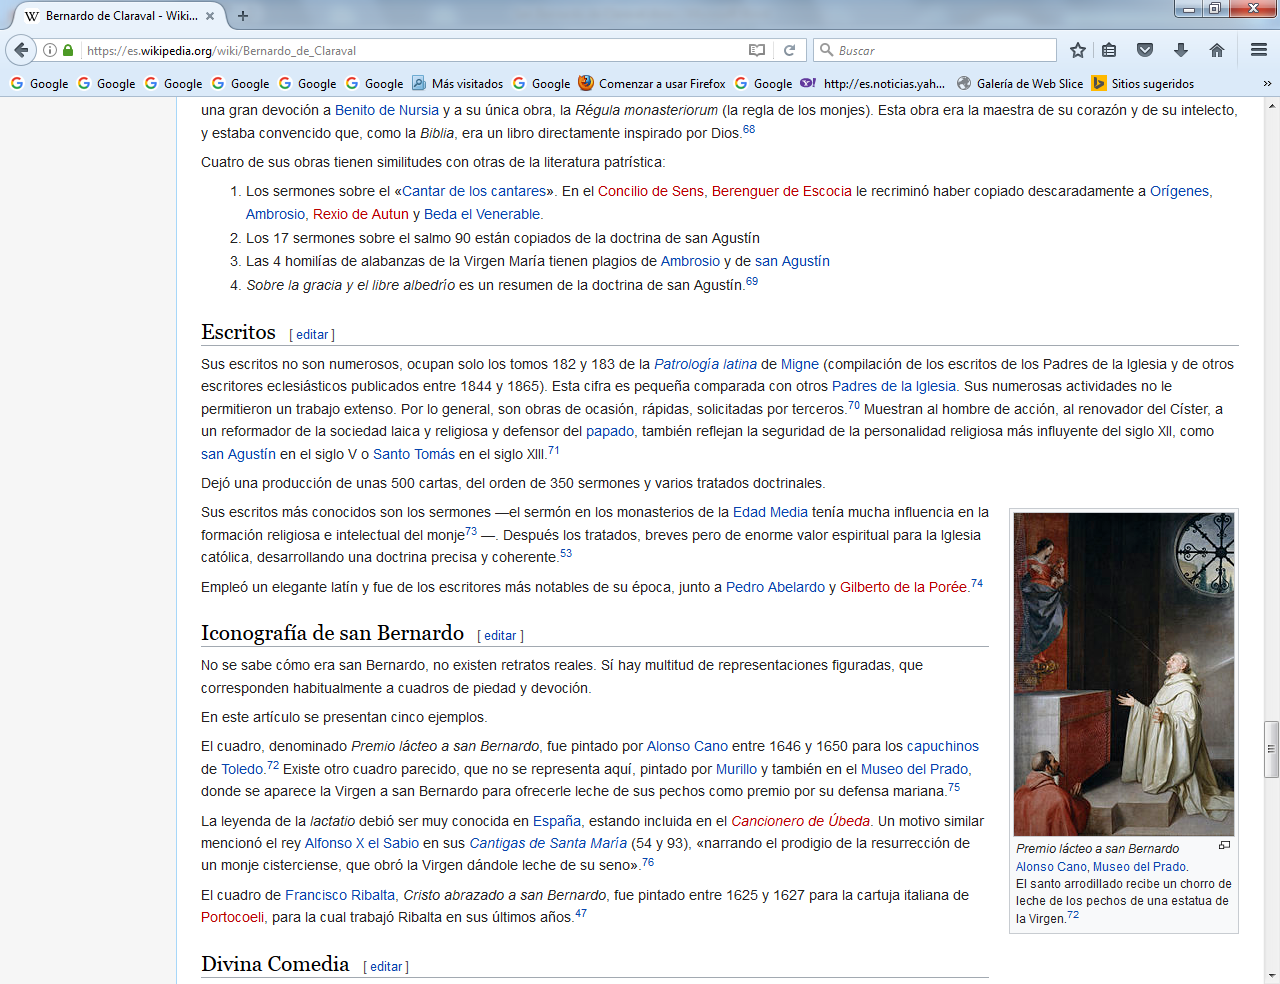 Bernardo de Claraval - Wiki...
https://es.wikipedia.org/wiki/Bernardo_de_Claraval
Buscar
Google Google Google Google Google Google Más visitados Google Comenzar a usar Firefox Google http://es.noticias.yah... Galería de Web Slice Sitios sugeridos
una gran devoción a Benito de Nursia y a su única obra, la Régula monasteriorum (la regla de los monjes). Esta obra era la maestra de su corazón y de su intelecto,
y estaba convencido que, como la Biblia, era un libro directamente inspirado por Dios.68
Cuatro de sus obras tienen similitudes con otras de la literatura patrística:
1. Los sermones sobre el «Cantar de los cantares». En el Concilio de Sens, Berenguer de Escocia le recriminó haber copiado descaradamente a Orígenes,
Ambrosio, Rexio de Autun y Beda el Venerable.
2. Los 17 sermones sobre el salmo 90 están copiados de la doctrina de san Agustín
3. Las 4 homilías de alabanzas de la Virgen María tienen plagios de Ambrosio y de san Agustín
4. Sobre la gracia y el libre albedrío es un resumen de la doctrina de san Agustín.69
Escritos [ editar ]
Sus escritos no son numerosos, ocupan solo los tomos 182 y 183 de la Patrología latina de Migne (compilación de los escritos de los Padres de la Iglesia y de otros
escritores eclesiásticos publicados entre 1844 y 1865). Esta cifra es pequeña comparada con otros Padres de la Iglesia. Sus numerosas actividades no le
permitieron un trabajo extenso. Por lo general, son obras de ocasión, rápidas, solicitadas por terceros.70 Muestran al hombre de acción, al renovador del Císter, a
un reformador de la sociedad laica y religiosa y defensor del papado, también reflejan la seguridad de la personalidad religiosa más influyente del siglo XII, como
san Agustín en el siglo V o Santo Tomás en el siglo XIII.71
Dejó una producción de unas 500 cartas, del orden de 350 sermones y varios tratados doctrinales.
Sus escritos más conocidos son los sermones —el sermón en los monasterios de la Edad Media tenía mucha influencia en la
formación religiosa e intelectual del monje73 —. Después los tratados, breves pero de enorme valor espiritual para la Iglesia
católica, desarrollando una doctrina precisa y coherente.53
Empleó un elegante latín y fue de los escritores más notables de su época, junto a Pedro Abelardo y Gilberto de la Porée.74
Iconografía de san Bernardo [ editar ]
No se sabe cómo era san Bernardo, no existen retratos reales. Sí hay multitud de representaciones figuradas, que
corresponden habitualmente a cuadros de piedad y devoción.
En este artículo se presentan cinco ejemplos.
El cuadro, denominado Premio lácteo a san Bernardo, fue pintado por Alonso Cano entre 1646 y 1650 para los capuchinos
de Toledo.72 Existe otro cuadro parecido, que no se representa aquí, pintado por Murillo y también en el Museo del Prado,
donde se aparece la Virgen a san Bernardo para ofrecerle leche de sus pechos como premio por su defensa mariana.75
La leyenda de la lactatio debió ser muy conocida en España, estando incluida en el Cancionero de Úbeda. Un motivo similar
mencionó el rey Alfonso X el Sabio en sus Cantigas de Santa María (54 y 93), «narrando el prodigio de la resurrección de
un monje cisterciense, que obró la Virgen dándole leche de su seno».76
El cuadro de Francisco Ribalta, Cristo abrazado a san Bernardo, fue pintado entre 1625 y 1627 para la cartuja italiana de
Portocoeli, para la cual trabajó Ribalta en sus últimos años.47
Premio lácteo a san Bernardo
Alonso Cano, Museo del Prado.
El santo arrodillado recibe un chorro de
leche de los pechos de una estatua de
la Virgen.72
Divina Comedia [ editar ]